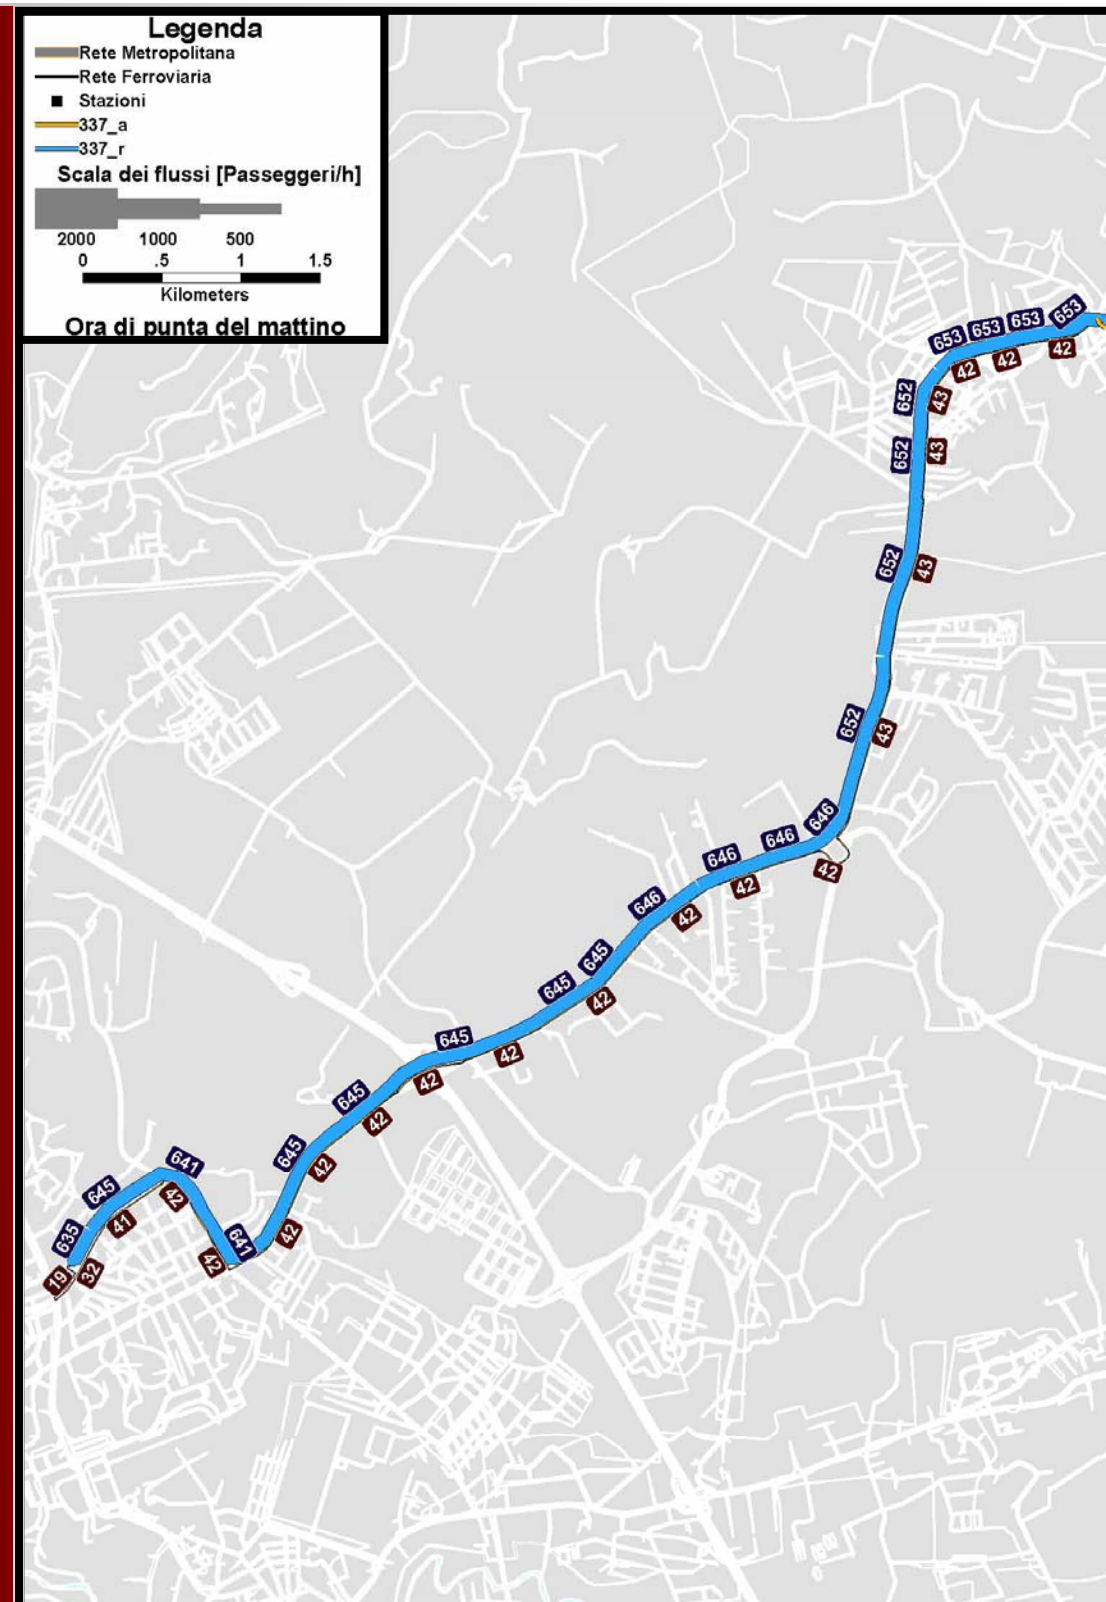 Legenda
Rete Metropolitana
Rete Ferroviaria
Stazioni
337_a
337_r
Scala dei flussi [Passeggeri/h]
2000 1000 500
0 .5 1 1.5
Kilometers
Ora di punta del mattino
653 653 653 653
42 42 42
652 43
652 43
652 43
652 43
646 646 646 646
42 42 42
645 645 645 645 645
42 42 42 42 42 42
641 641
42 42
645 41
635 32
19